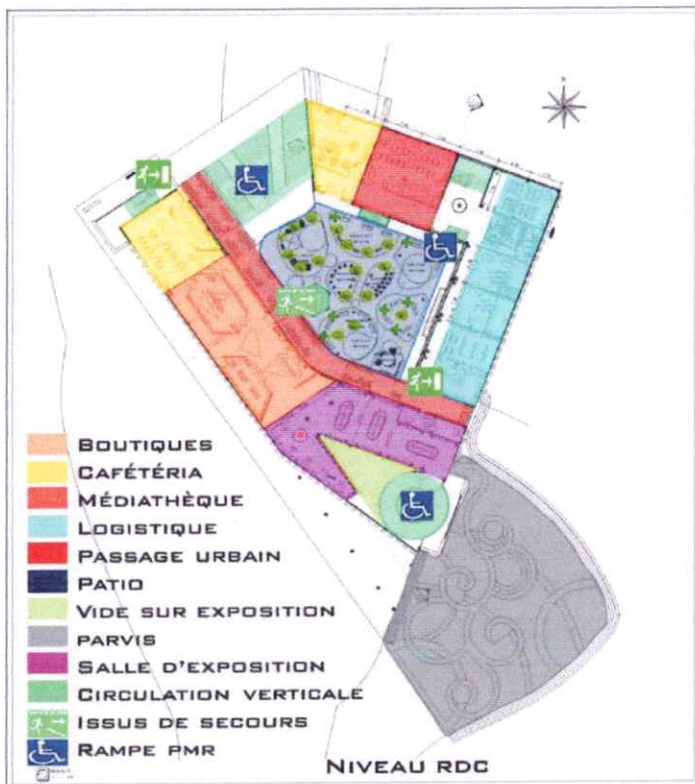 BOUTIQUES
CAFÉTÉRIA
MÉDIATHÈQUE
LOGISTIQUE
PASSAGE URBAIN
PATIO
VIDE SUR EXPOSITION
PARVIS
SALLE D'EXPOSITION
CIRCULATION VERTICALE
ISSUS DE SECOURS
RAMPE PMR
NIVEAU RDC